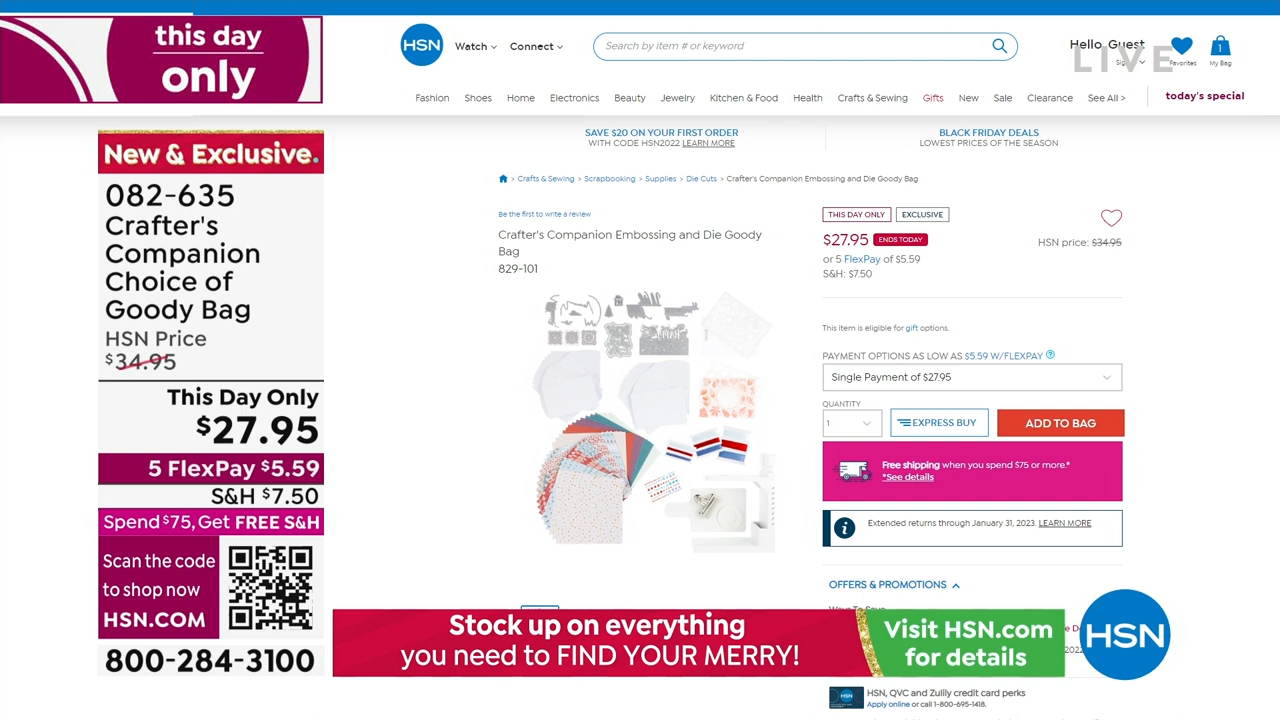 this day
only
New & Exclusive.
082-635
Crafter's
Companion
Choice of
Goody Bag
HSN Price
$34.95
This Day Only
$27.95
5 FlexPay $5.59
S&H $7.50
Spend $75, Get FREE S&H
Scan the code
to shop now
HSN.COM
800-284-3100
HSN
Watch
Connect
Search by item # or keyword
Hello, Guest
LIVE
Favorites
1
My Bag
Fashion Shoes Home Electronics Beauty Jewelry Kitchen & Food Health Crafts & Sewing Gifts New Sale Clearance See All > today's special
SAVE $20 ON YOUR FIRST ORDER
WITH CODE HSN2022 LEARN MORE
BLACK FRIDAY DEALS
LOWEST PRICES OF THE SEASON
> Crafts & Sewing > Scrapbooking > Supplies > Die Cuts > Crafter's Companion Embossing and Die Goody Bag
Be the first to write a review
Crafter's Companion Embossing and Die Goody
Bag
829-101
THIS DAY ONLY EXCLUSIVE
$27.95 ENDS TODAY
HSN price: $34.95
or 5 FlexPay of $5.59
S&H: $7.50
This item is eligible for gift options.
PAYMENT OPTIONS AS LOW AS $5.59 W/FLEXPAY ?
Single Payment of $27.95
QUANTITY
1
EXPRESS BUY
ADD TO BAG
Free shipping when you spend $75 or more.*
*See details
i
Extended returns through January 31, 2023. LEARN MORE
OFFERS & PROMOTIONS
Stock up on everything
you need to FIND YOUR MERRY!
Visit HSN.com
for details
HSN
HSN, QVC and Zulily credit card perks
Apply online or call 1-800-695-1418.